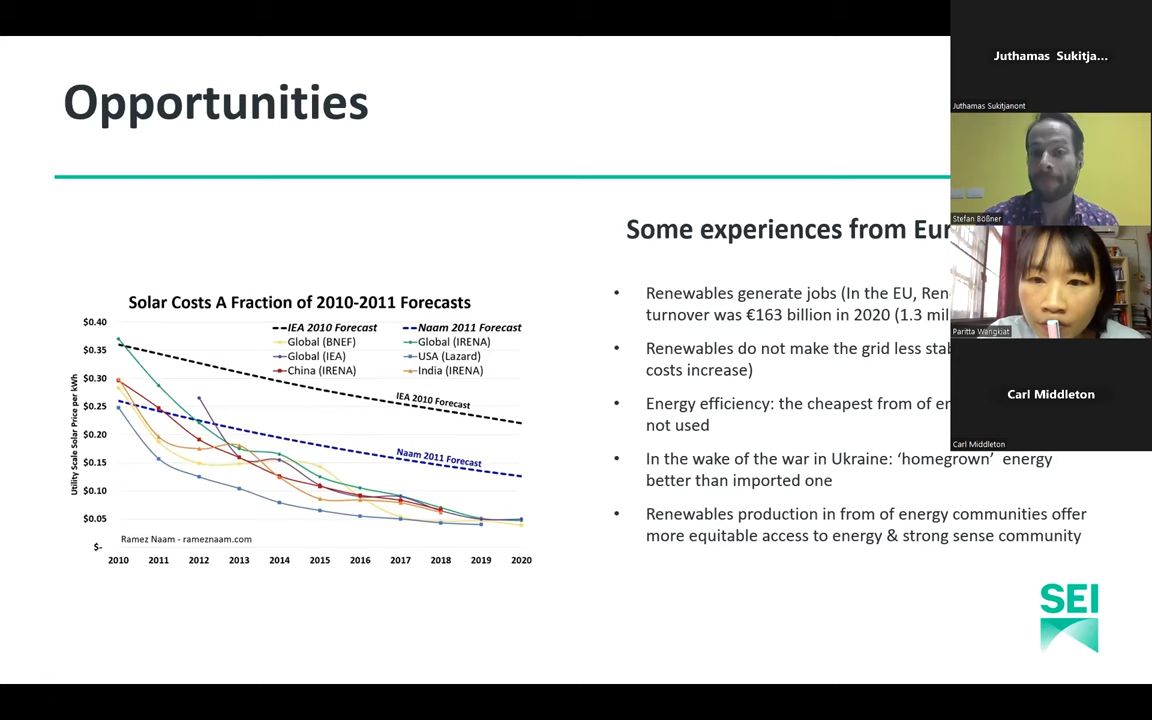 Opportunities
Some experiences from Eur
Solar Costs A Fraction of 2010-2011 Forecasts
Utility Scale Solar Price per kWh
$0.40
$0.35
$0.30
$0.25
$0.20
$0.15
$0.10
$0.05
$-
IEA 2010 Forecast
Naam 2011 Forecast
Global (BNEF)
Global (IRENA)
Global (IEA)
USA (Lazard)
China (IRENA)
India (IRENA)
IEA 2010 Forecast
Naam 2011 Forecast
Ramez Naam - rameznaam.com
2010 2011 2012 2013 2014 2015 2016 2017 2018 2019 2020
• Renewables generate jobs (In the EU, Ren
turnover was €163 billion in 2020 (1.3 mil
• Renewables do not make the grid less stab
costs increase)
• Energy efficiency: the cheapest from of en
not used
• In the wake of the war in Ukraine: ‘homegrown’ energy
better than imported one
• Renewables production in from of energy communities offer
more equitable access to energy & strong sense community
SEI
Juthamas Sukitja...
Juthamas Sukitjanont
Stefan Bößner
Paritta Wangkiat
Carl Middleton
Carl Middleton